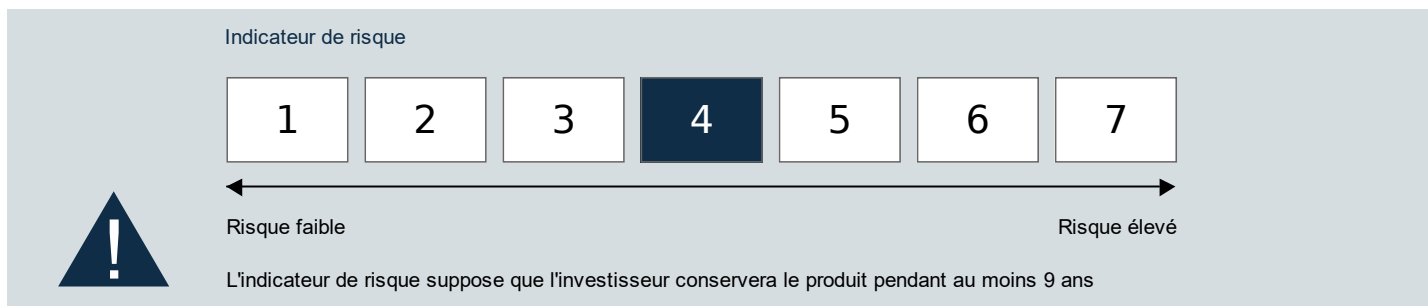 Indicateur de risque
1 2 3 4 5 6 7
Risque faible Risque élevé
!
L'indicateur de risque suppose que l'investisseur conservera le produit pendant au moins 9 ans